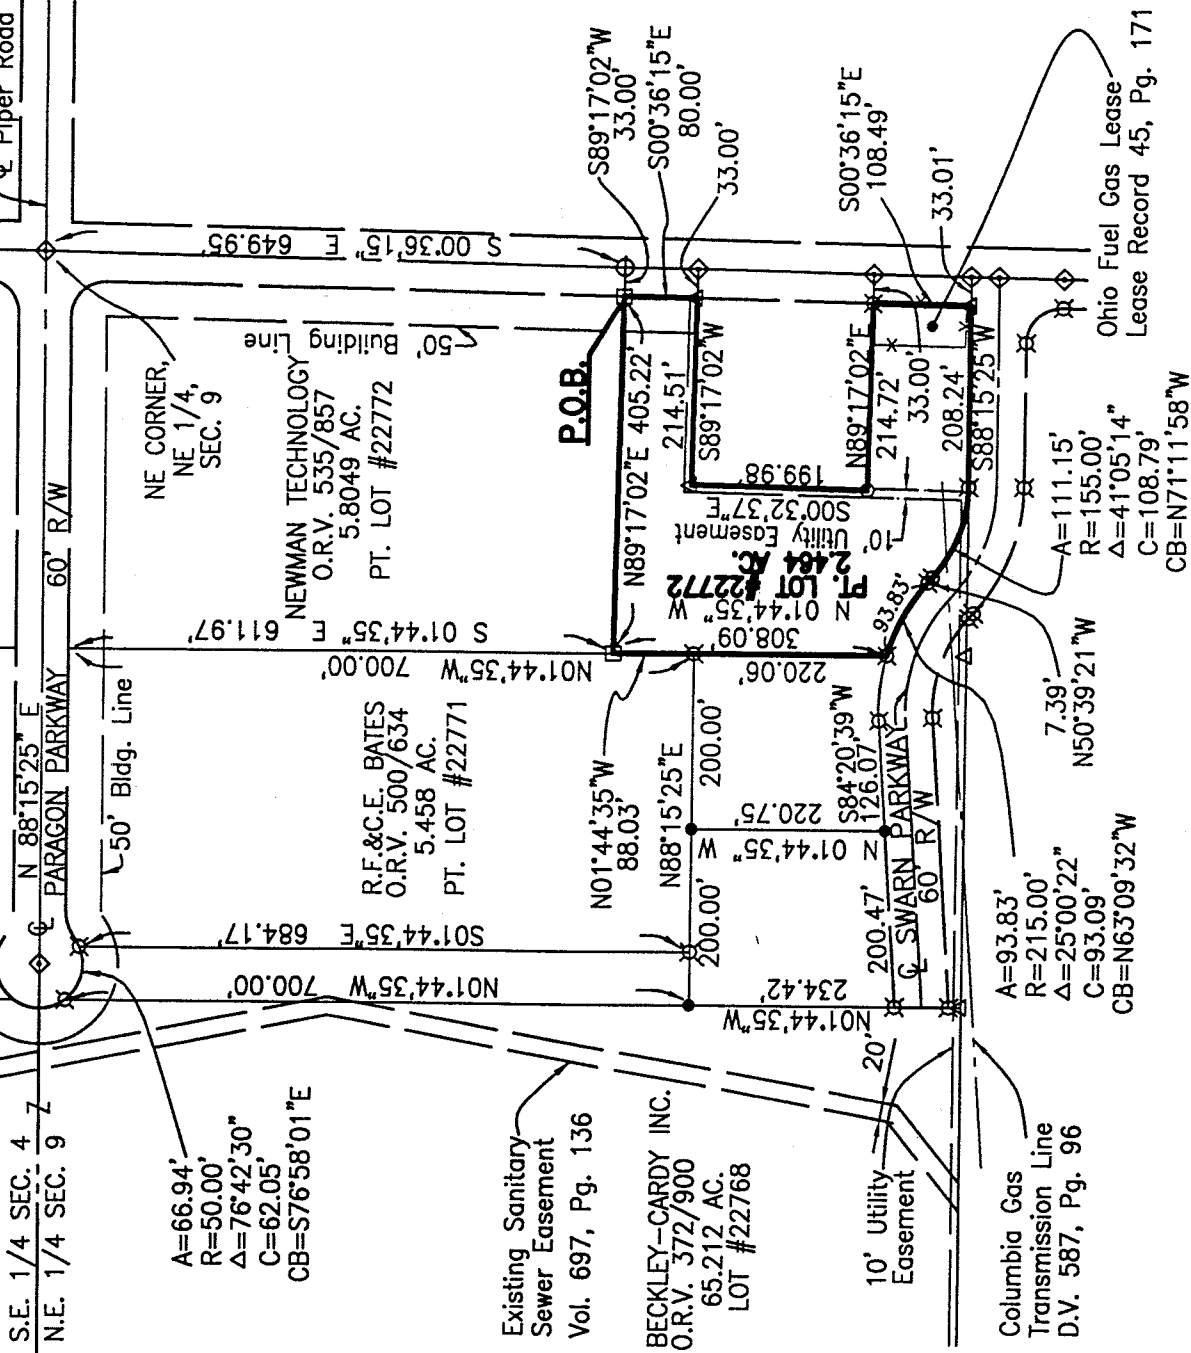 S.E. 1/4 SEC. 4
N.E. 1/4 SEC. 9
N 88°15'25" E
℄ PARAGON PARKWAY 60' R/W
50' Bldg. Line
℄ Piper Road
NE CORNER,
NE 1/4,
SEC. 9
S 00°36'15" E 649.95'
50' Building Line
NEWMAN TECHNOLOGY
O.R.V. 535/857
5.8049 AC.
PT. LOT #22772
S 01°44'35" E 611.97'
N01°44'35"W 700.00'
R.F.&C.E. BATES
O.R.V. 500/634
5.458 AC.
PT. LOT #22771
S01°44'35"E 684.17'
N01°44'35"W 700.00'
A=66.94'
R=50.00'
Δ=76°42'30"
C=62.05'
CB=S76°58'01"E
Existing Sanitary
Sewer Easement
Vol. 697, Pg. 136
BECKLEY-CARDY INC.
O.R.V. 372/900
65.212 AC.
LOT #22768
P.O.B.
S89°17'02"W
33.00'
S00°36'15"E
80.00'
33.00'
N89°17'02"E 405.22'
214.51'
S89°17'02"W
199.98'
S00°32'37"E
10' Utility Easement
PT. LOT #22772
2.464 AC.
N 01°44'35" W
308.09'
220.06'
N01°44'35"W
88.03'
N88°15'25"E
200.00'
200.00'
N 01°44'35" W
220.75'
N01°44'35"W
234.42'
N89°17'02"E
214.72'
33.00'
S00°36'15"E
108.49'
33.01'
208.24'
S88°15'25"W
Ohio Fuel Gas Lease
Lease Record 45, Pg. 171
93.83'
S84°20'39"W
126.07'
200.47'
℄ SWARN PARKWAY
60' R/W
20'
10' Utility
Easement
Columbia Gas
Transmission Line
D.V. 587, Pg. 96
A=93.83'
R=215.00'
Δ=25°00'22"
C=93.09'
CB=N63°09'32"W
7.39'
N50°39'21"W
A=111.15'
R=155.00'
Δ=41°05'14"
C=108.79'
CB=N71°11'58"W